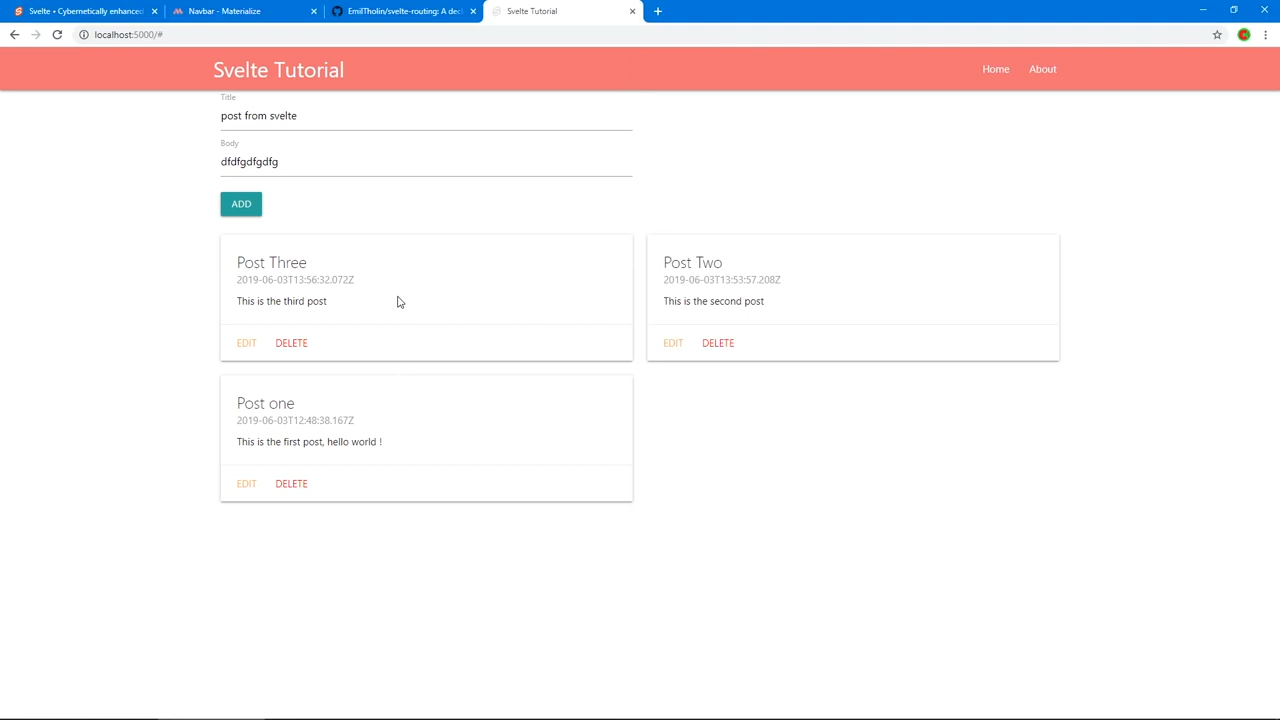 Svelte • Cybernetically enhanced
Navbar - Materialize
EmilTholin/svelte-routing: A decl
Svelte Tutorial
localhost:5000/#
Svelte Tutorial
Home
About
Title
post from svelte
Body
dfdfgdfgdfg
ADD
Post Three
2019-06-03T13:56:32.072Z
This is the third post
EDIT DELETE
Post Two
2019-06-03T13:53:57.208Z
This is the second post
EDIT DELETE
Post one
2019-06-03T12:48:38.167Z
This is the first post, hello world !
EDIT DELETE